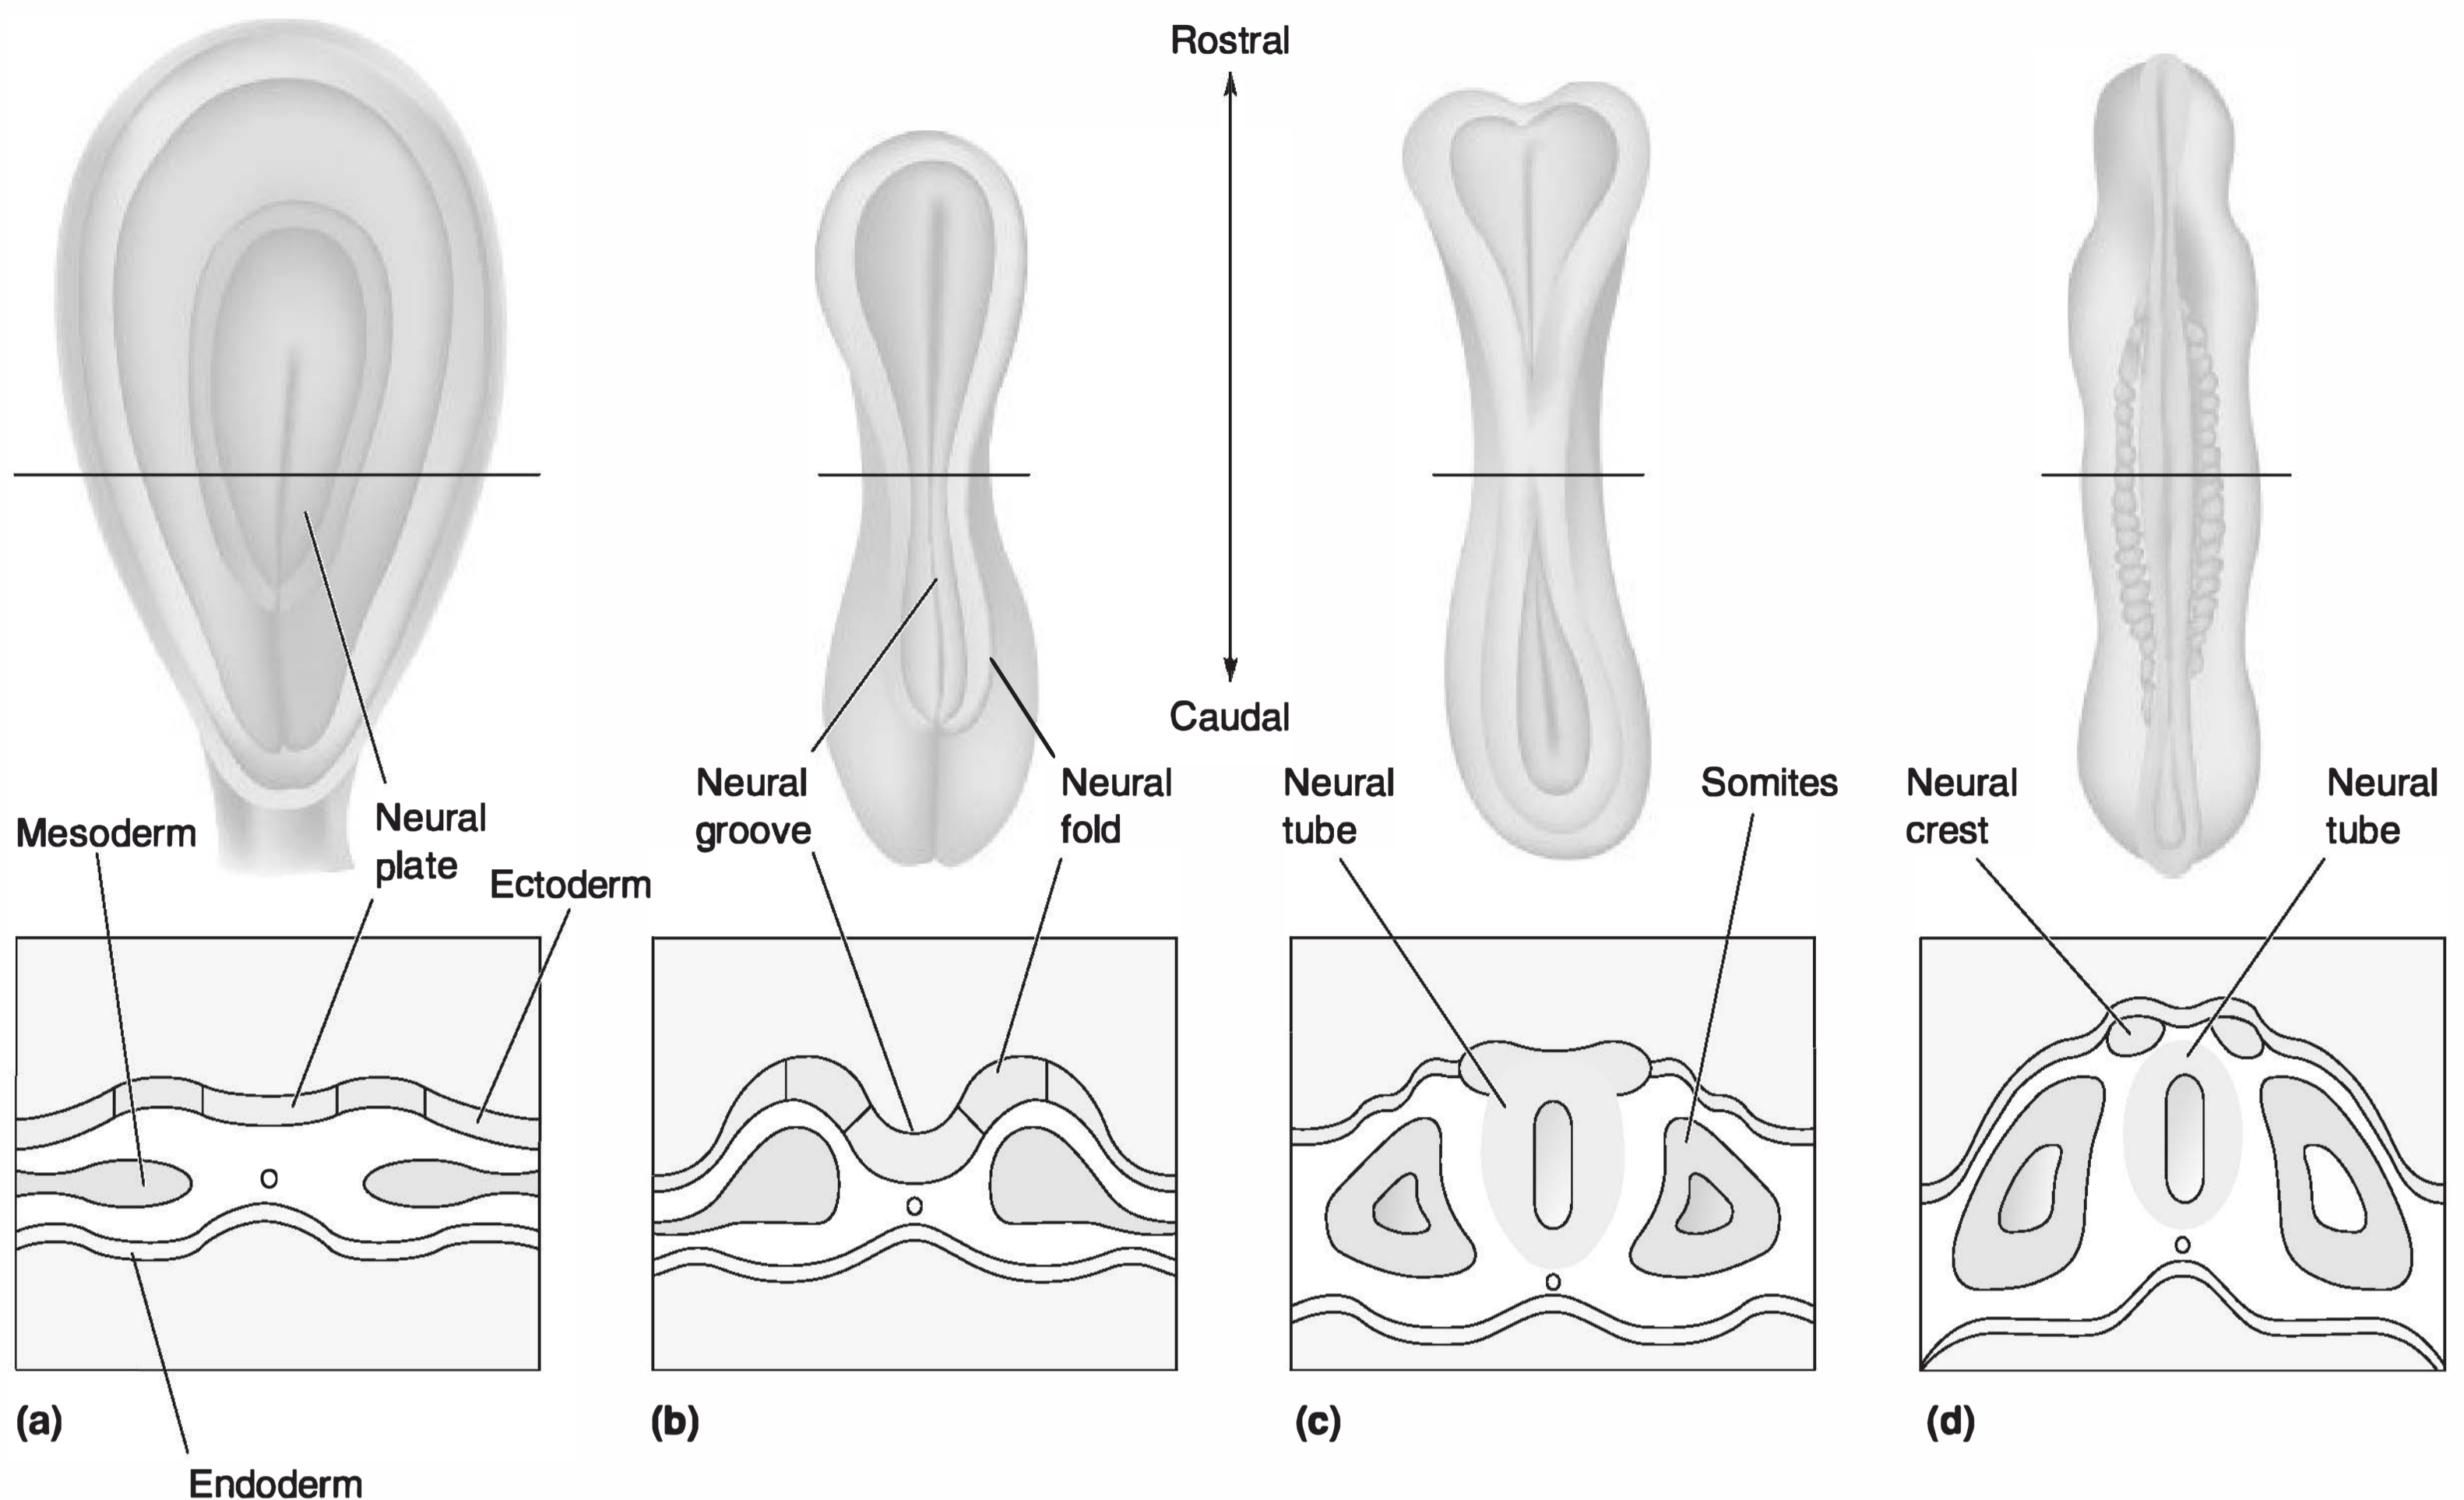 Rostral
Caudal
Mesoderm
Neural
plate
Ectoderm
Neural
groove
Neural
fold
Neural
tube
Somites
Neural
crest
Neural
tube
(a)
(b)
(c)
(d)
Endoderm